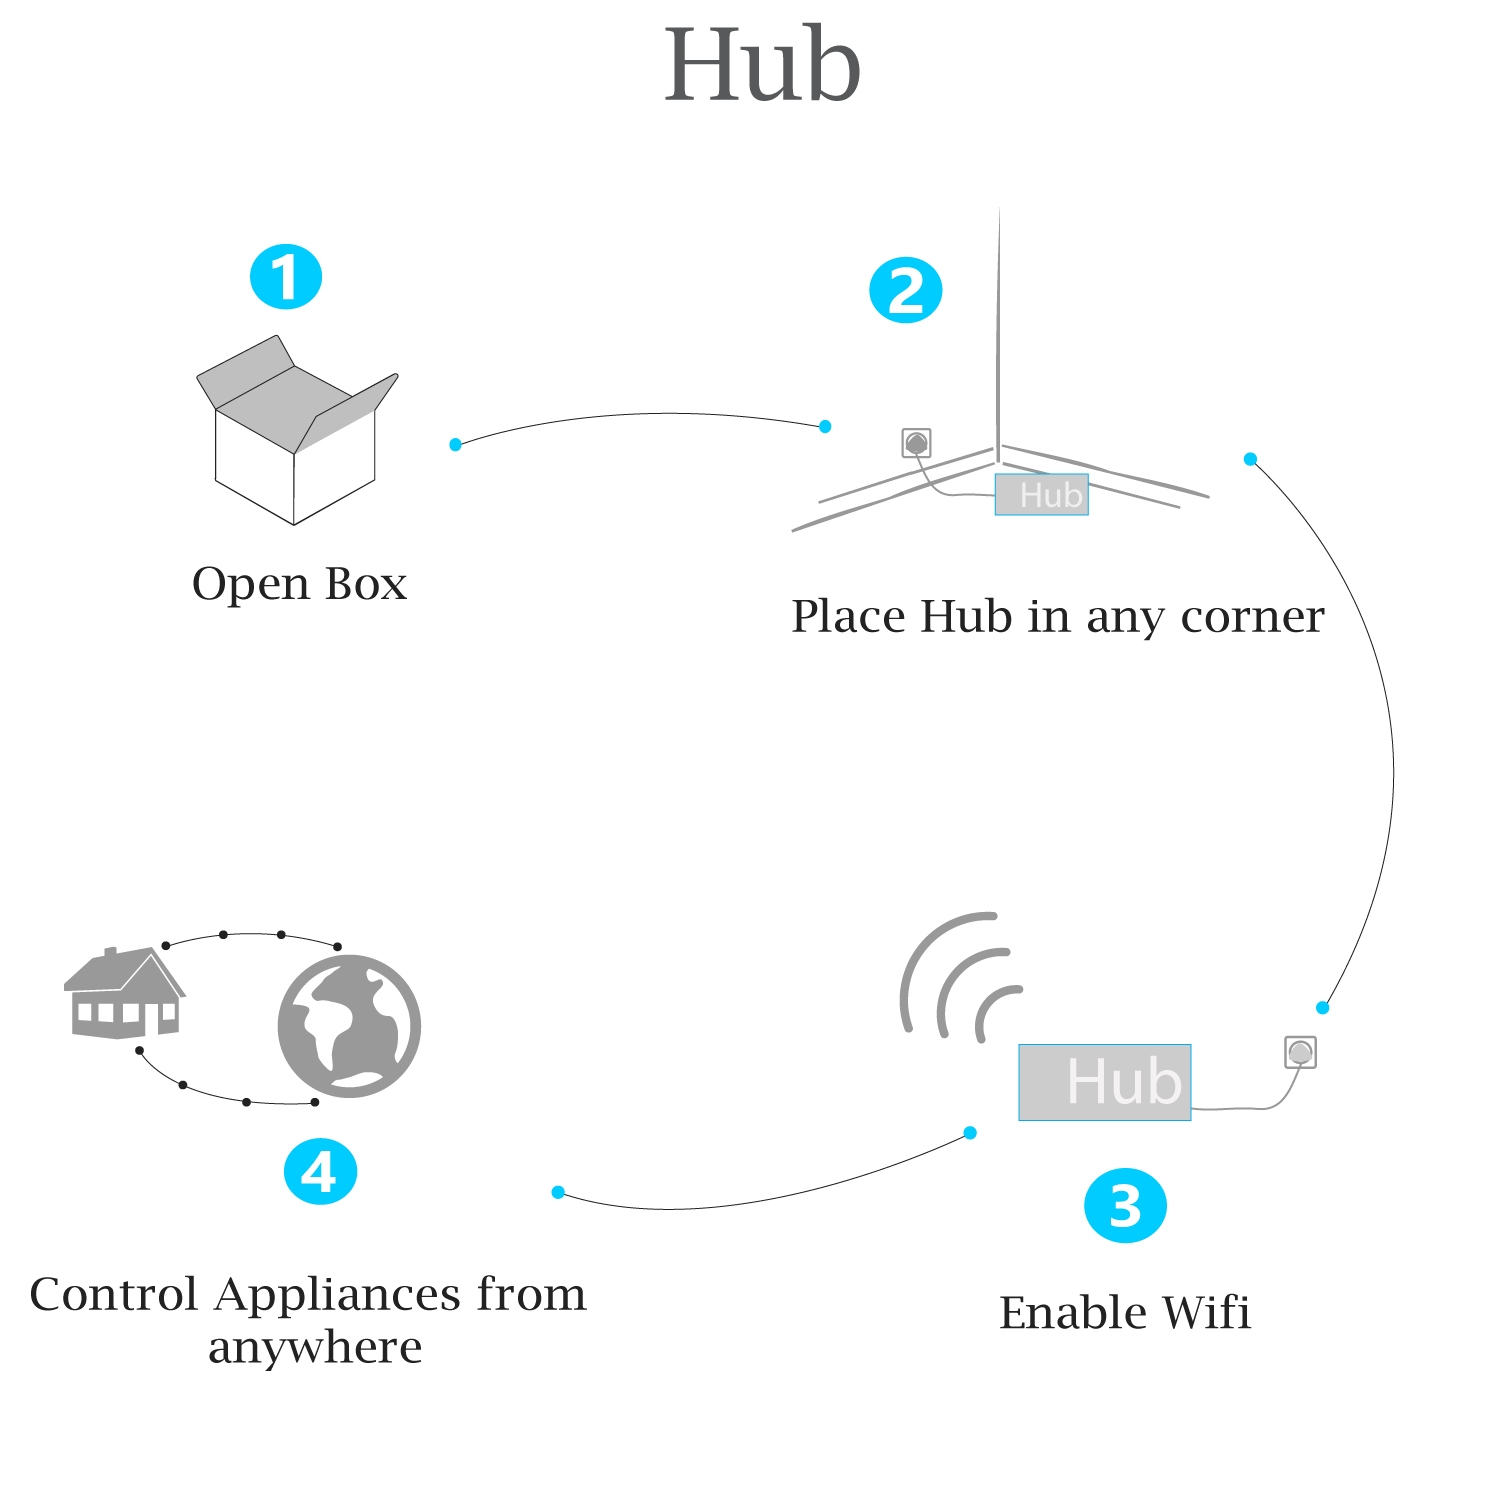 Hub
1
2
Hub
Open Box
Place Hub in any corner
Hub
4
3
Control Appliances from
anywhere
Enable Wifi